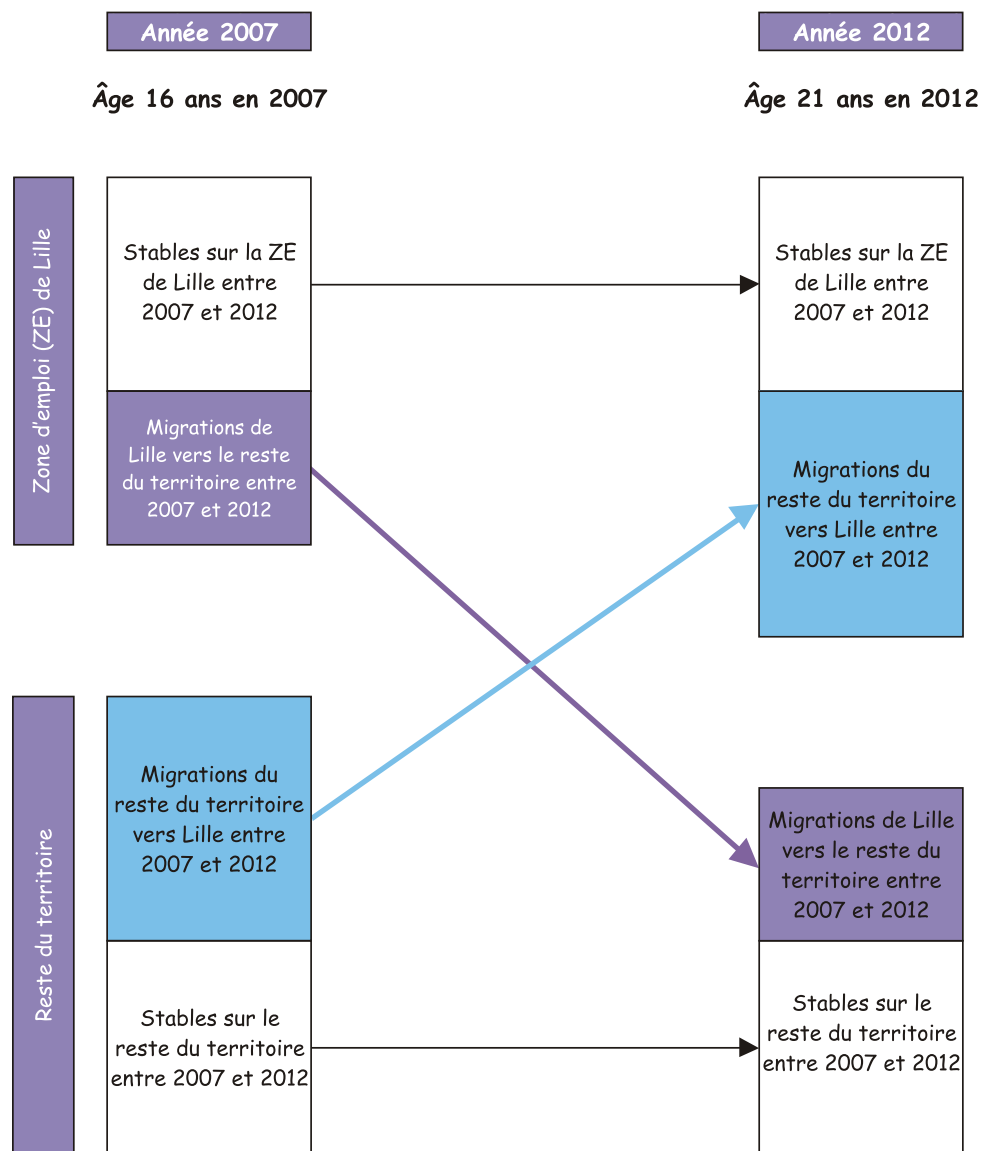 Année 2007
Année 2012
Âge 16 ans en 2007
Âge 21 ans en 2012
Zone d'emploi (ZE) de Lille
Stables sur la ZE
de Lille entre
2007 et 2012
Stables sur la ZE
de Lille entre
2007 et 2012
Migrations de
Lille vers le reste
du territoire entre
2007 et 2012
Migrations du
reste du territoire
vers Lille entre
2007 et 2012
Reste du territoire
Migrations du
reste du territoire
vers Lille entre
2007 et 2012
Migrations de Lille
vers le reste du
territoire entre
2007 et 2012
Stables sur le
reste du territoire
entre 2007 et 2012
Stables sur le
reste du territoire
entre 2007 et 2012